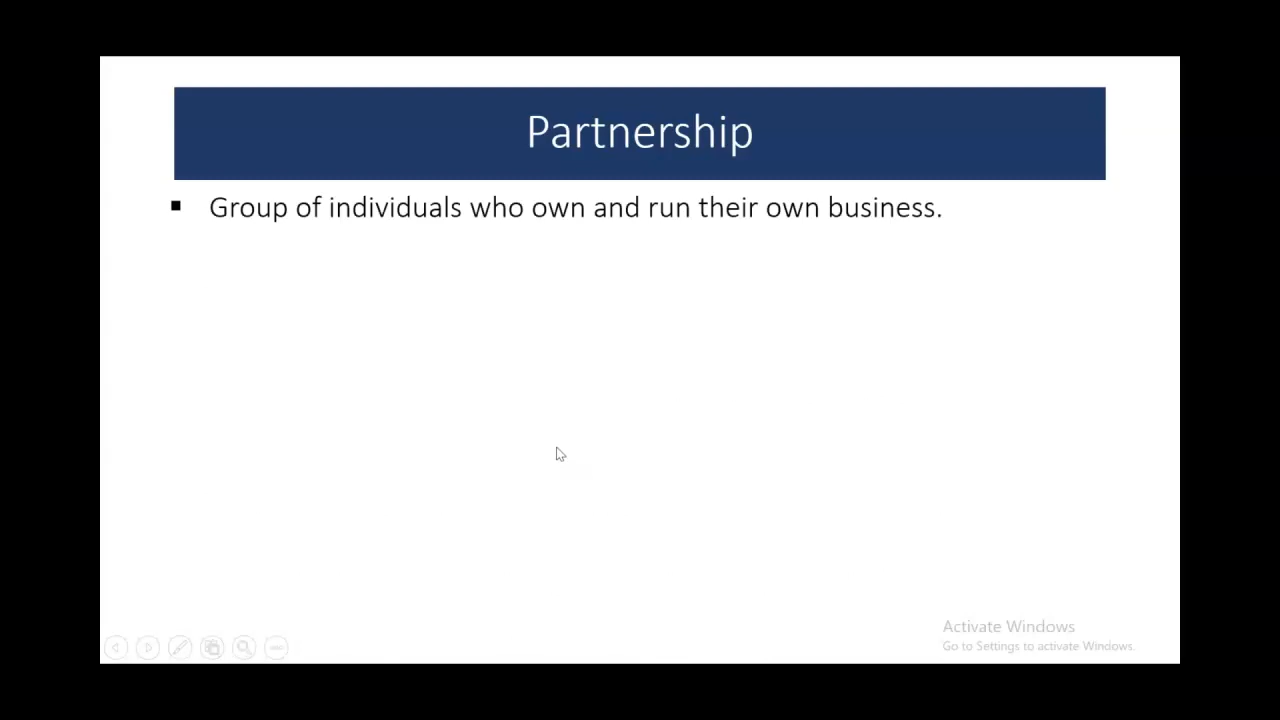 Partnership
▪ Group of individuals who own and run their own business.
Activate Windows
Go to Settings to activate Windows.